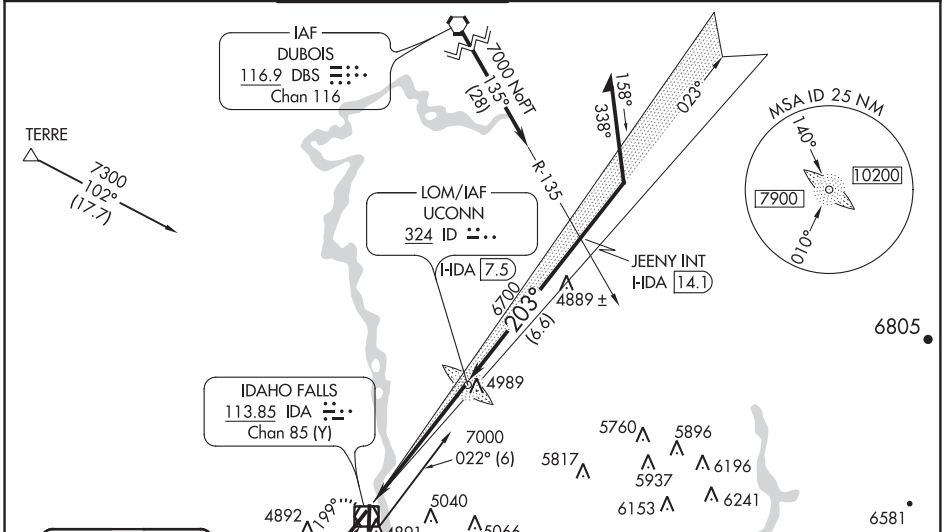 IAF
DUBOIS
116.9 DBS
Chan 116
7000 NoPT
135°
(28)
R-135
158°
338°
023°
MSA ID 25 NM
140°
7900
10200
010°
TERRE
7300
102°
(17.7)
LOM/IAF
UCONN
324 ID
I-IDA 7.5
JEENY INT
I-IDA 14.1
6700
203°
(6.6)
4889 ±
6805
4989
IDAHO FALLS
113.85 IDA
Chan 85 (Y)
7000
022° (6)
5760
5896
5817
5937
6196
6153
6241
6581
199°
4892
4891
5040
5066